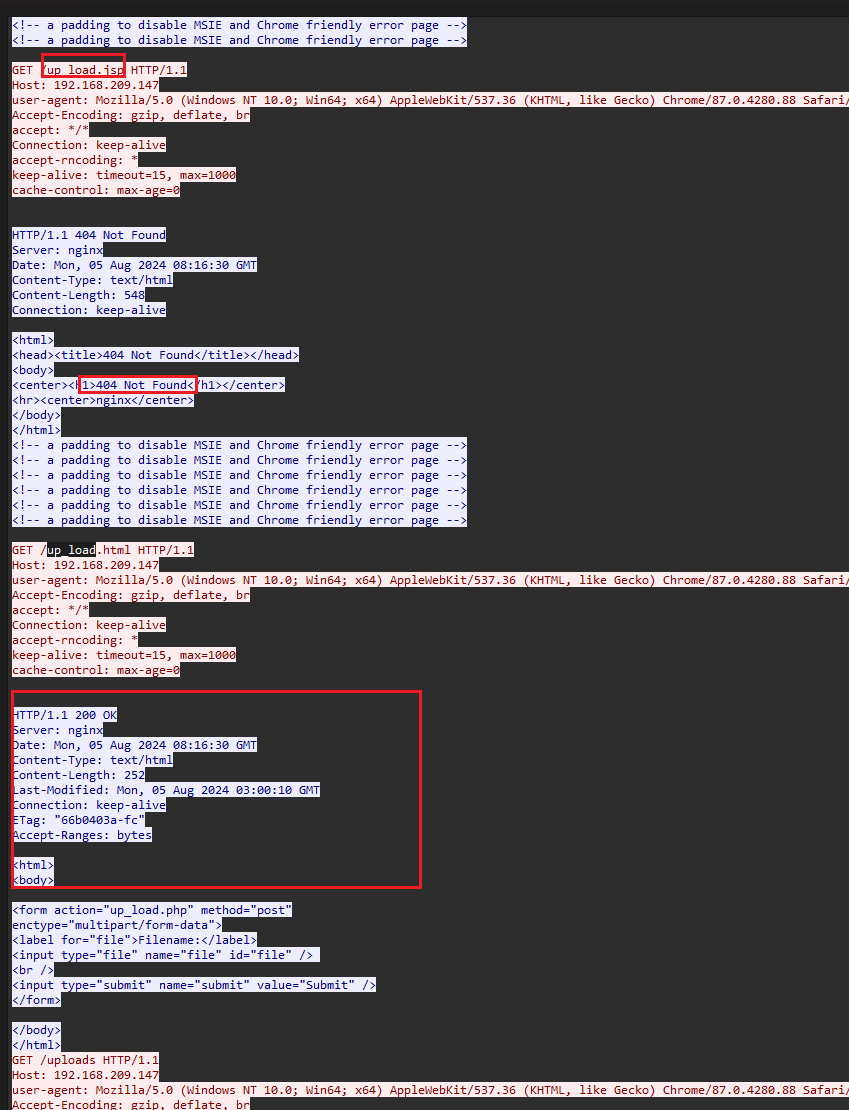 <!-- a padding to disable MSIE and Chrome friendly error page -->
<!-- a padding to disable MSIE and Chrome friendly error page -->
GET /up_load.jsp HTTP/1.1
Host: 192.168.209.147
user-agent: Mozilla/5.0 (Windows NT 10.0; Win64; x64) AppleWebKit/537.36 (KHTML, like Gecko) Chrome/87.0.4280.88 Safari/
Accept-Encoding: gzip, deflate, br
accept: */*
Connection: keep-alive
accept-rncoding: *
keep-alive: timeout=15, max=1000
cache-control: max-age=0
HTTP/1.1 404 Not Found
Server: nginx
Date: Mon, 05 Aug 2024 08:16:30 GMT
Content-Type: text/html
Content-Length: 548
Connection: keep-alive
<html>
<head><title>404 Not Found</title></head>
<body>
<center><h1>404 Not Found</h1></center>
<hr><center>nginx</center>
</body>
</html>
<!-- a padding to disable MSIE and Chrome friendly error page -->
<!-- a padding to disable MSIE and Chrome friendly error page -->
<!-- a padding to disable MSIE and Chrome friendly error page -->
<!-- a padding to disable MSIE and Chrome friendly error page -->
<!-- a padding to disable MSIE and Chrome friendly error page -->
<!-- a padding to disable MSIE and Chrome friendly error page -->
GET /up_load.html HTTP/1.1
Host: 192.168.209.147
user-agent: Mozilla/5.0 (Windows NT 10.0; Win64; x64) AppleWebKit/537.36 (KHTML, like Gecko) Chrome/87.0.4280.88 Safari/
Accept-Encoding: gzip, deflate, br
accept: */*
Connection: keep-alive
accept-rncoding: *
keep-alive: timeout=15, max=1000
cache-control: max-age=0
HTTP/1.1 200 OK
Server: nginx
Date: Mon, 05 Aug 2024 08:16:30 GMT
Content-Type: text/html
Content-Length: 252
Last-Modified: Mon, 05 Aug 2024 03:00:10 GMT
Connection: keep-alive
ETag: "66b0403a-fc"
Accept-Ranges: bytes
<html>
<body>
<form action="up_load.php" method="post"
enctype="multipart/form-data">
<label for="file">Filename:</label>
<input type="file" name="file" id="file" />
<br />
<input type="submit" name="submit" value="Submit" />
</form>
</body>
</html>
GET /uploads HTTP/1.1
Host: 192.168.209.147
user-agent: Mozilla/5.0 (Windows NT 10.0; Win64; x64) AppleWebKit/537.36 (KHTML, like Gecko) Chrome/87.0.4280.88 Safari/
Accept-Encoding: gzip, deflate, br